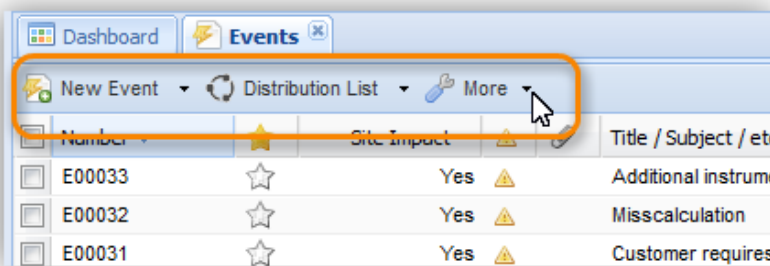 Dashboard Events
New Event Distribution List More
Number Site Impact Title / Subject / etc
E00033 Yes Additional instrume
E00032 Yes Misscalculation
E00031 Yes Customer requires